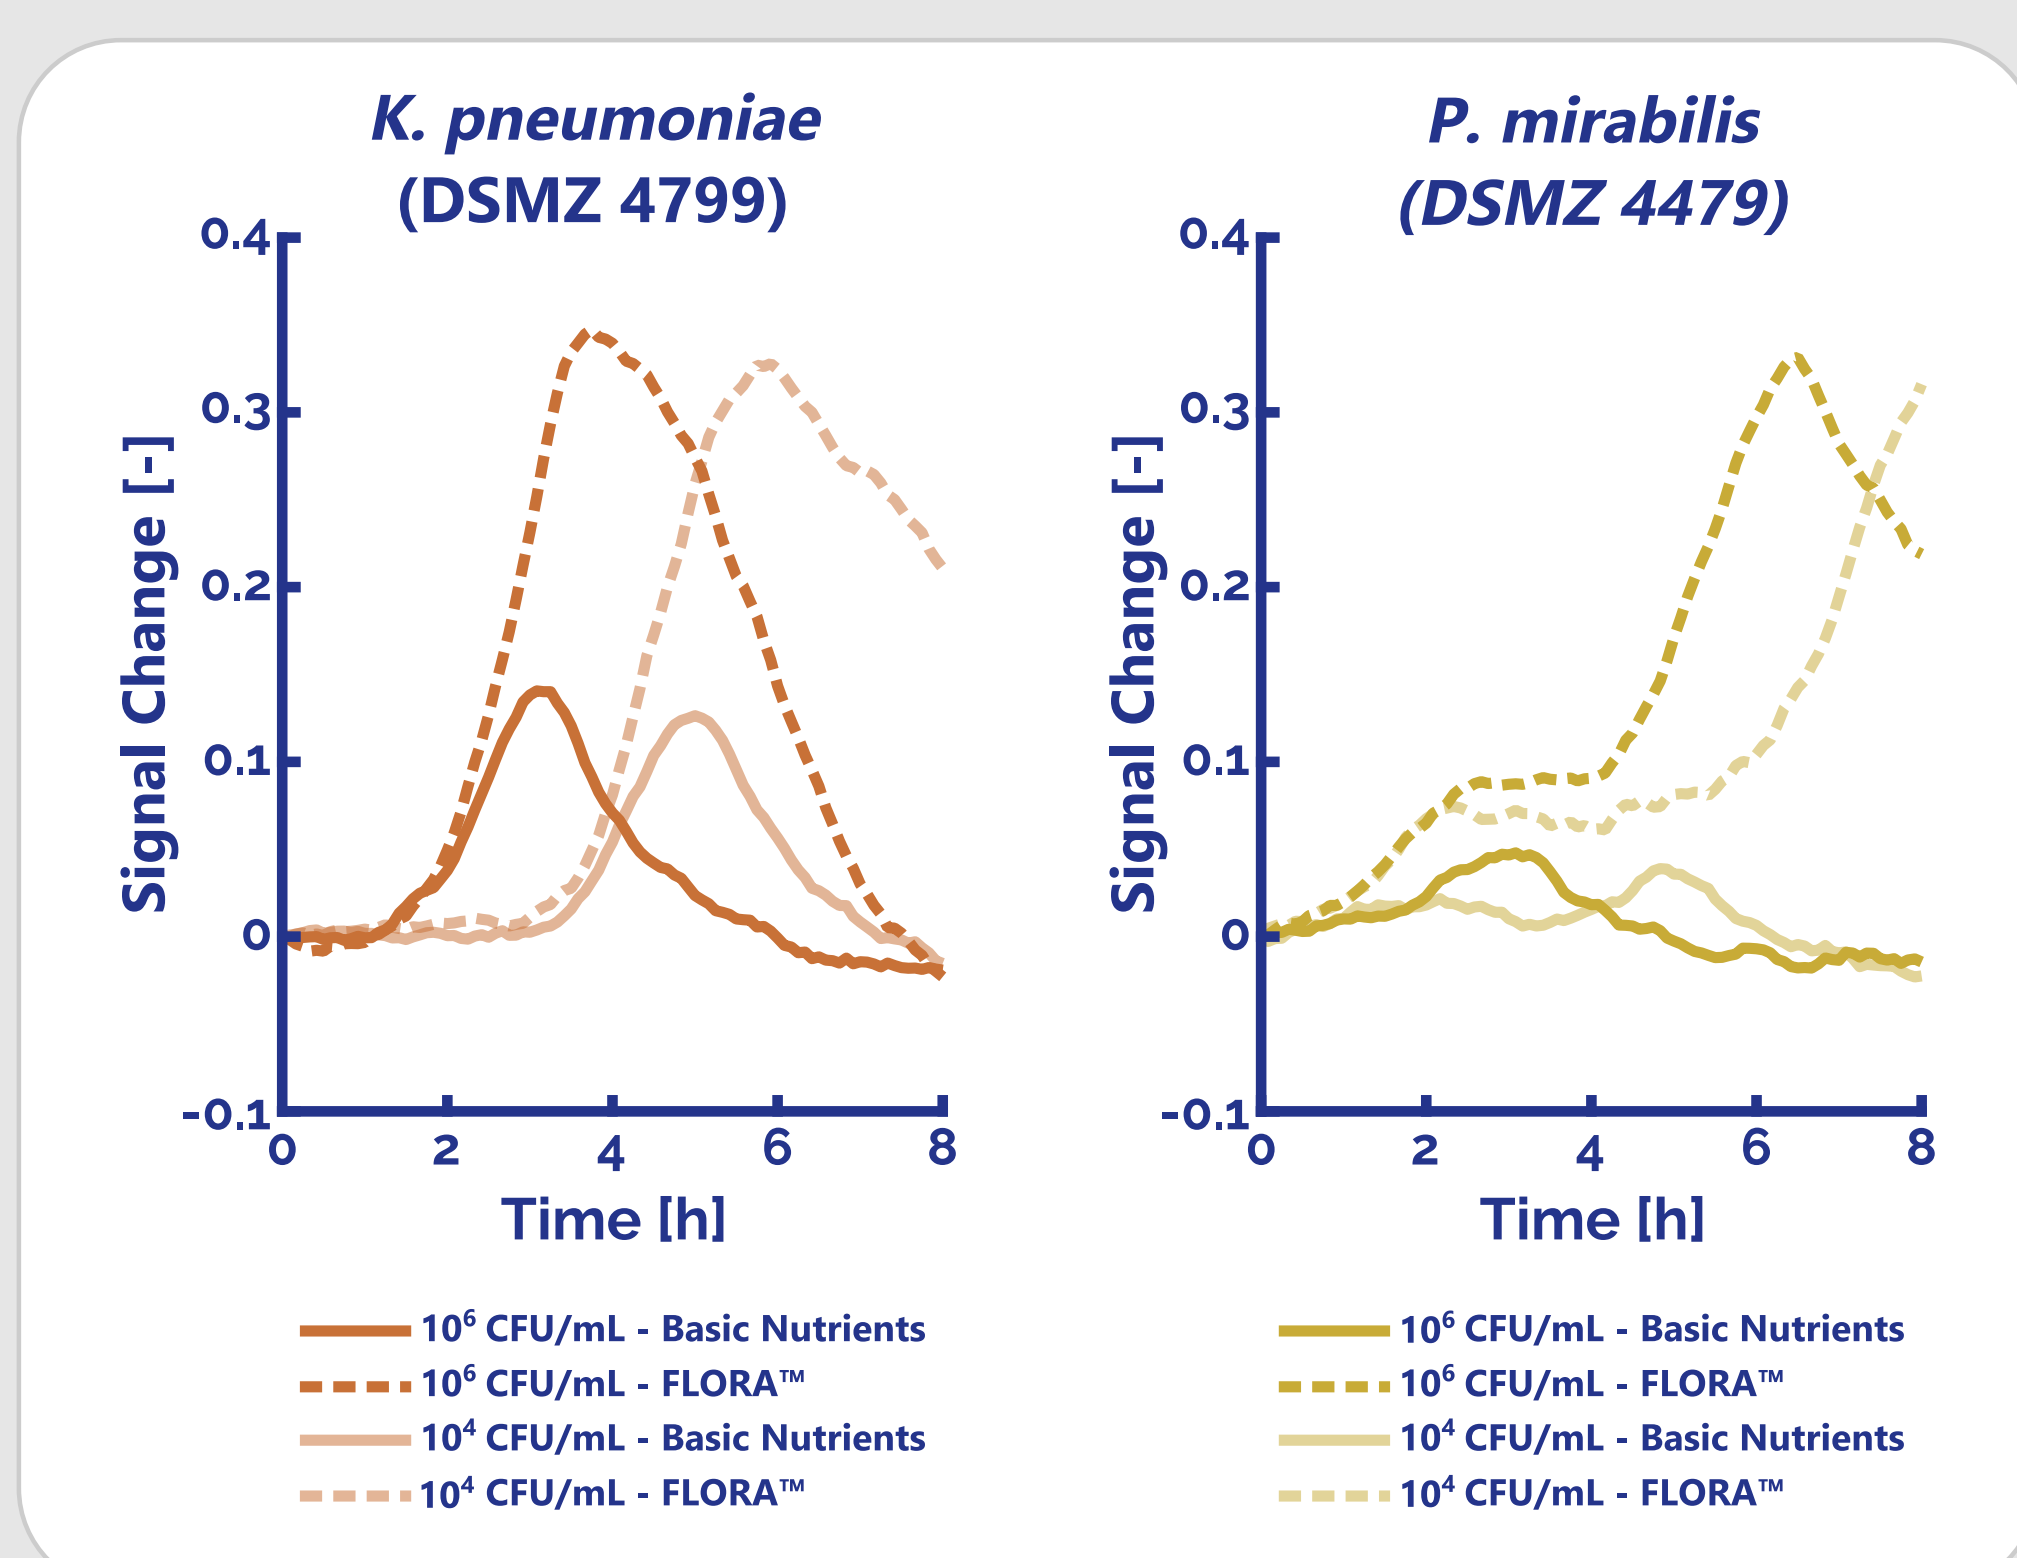 K. pneumoniae
(DSMZ 4799)
0.4
0.3
0.2
0.1
0
-0.1
Signal Change [-]
0 2 4 6 8
Time [h]
10⁶ CFU/mL - Basic Nutrients
10⁶ CFU/mL - FLORA™
10⁴ CFU/mL - Basic Nutrients
10⁴ CFU/mL - FLORA™
P. mirabilis
(DSMZ 4479)
0.4
0.3
0.2
0.1
0
-0.1
Signal Change [-]
0 2 4 6 8
Time [h]
10⁶ CFU/mL - Basic Nutrients
10⁶ CFU/mL - FLORA™
10⁴ CFU/mL - Basic Nutrients
10⁴ CFU/mL - FLORA™